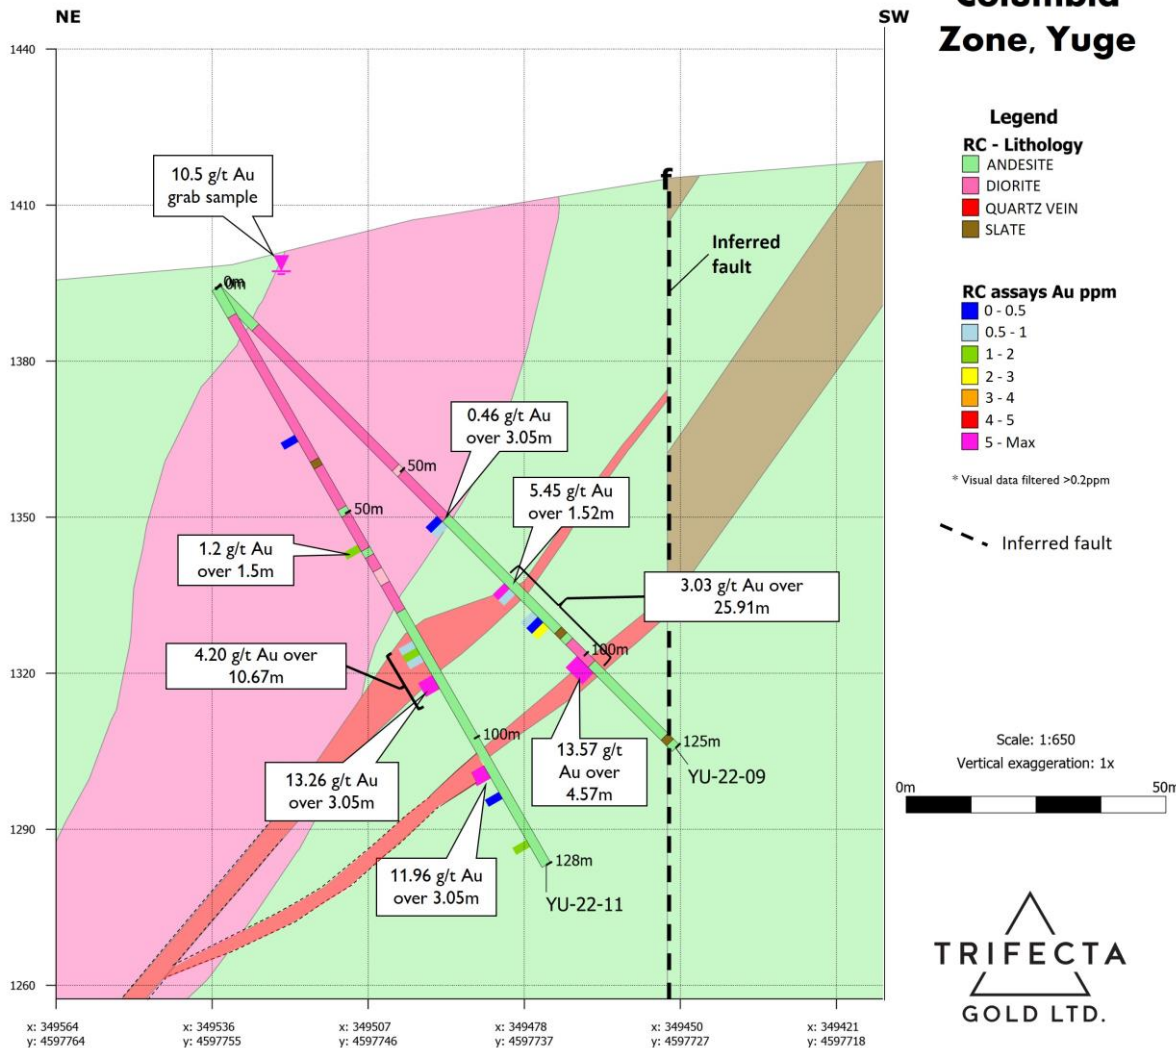 NE
SW
Columbia
Zone, Yuge
1440
1410
1380
1350
1320
1290
1260
10.5 g/t Au
grab sample
0m
0m
f
Inferred
fault
0.46 g/t Au
over 3.05m
50m
50m
5.45 g/t Au
over 1.52m
1.2 g/t Au
over 1.5m
3.03 g/t Au over
25.91m
4.20 g/t Au over
10.67m
100m
100m
13.26 g/t Au
over 3.05m
13.57 g/t
Au over
4.57m
125m
YU-22-09
11.96 g/t Au
over 3.05m
128m
YU-22-11
x: 349564
y: 4597764
x: 349536
y: 4597755
x: 349507
y: 4597746
x: 349478
y: 4597737
x: 349450
y: 4597727
x: 349421
y: 4597718
Legend
RC - Lithology
ANDESITE
DIORITE
QUARTZ VEIN
SLATE
RC assays Au ppm
0 - 0.5
0.5 - 1
1 - 2
2 - 3
3 - 4
4 - 5
5 - Max
* Visual data filtered >0.2ppm
Inferred fault
Scale: 1:650
Vertical exaggeration: 1x
0m
50m
TRIFECTA
GOLD LTD.